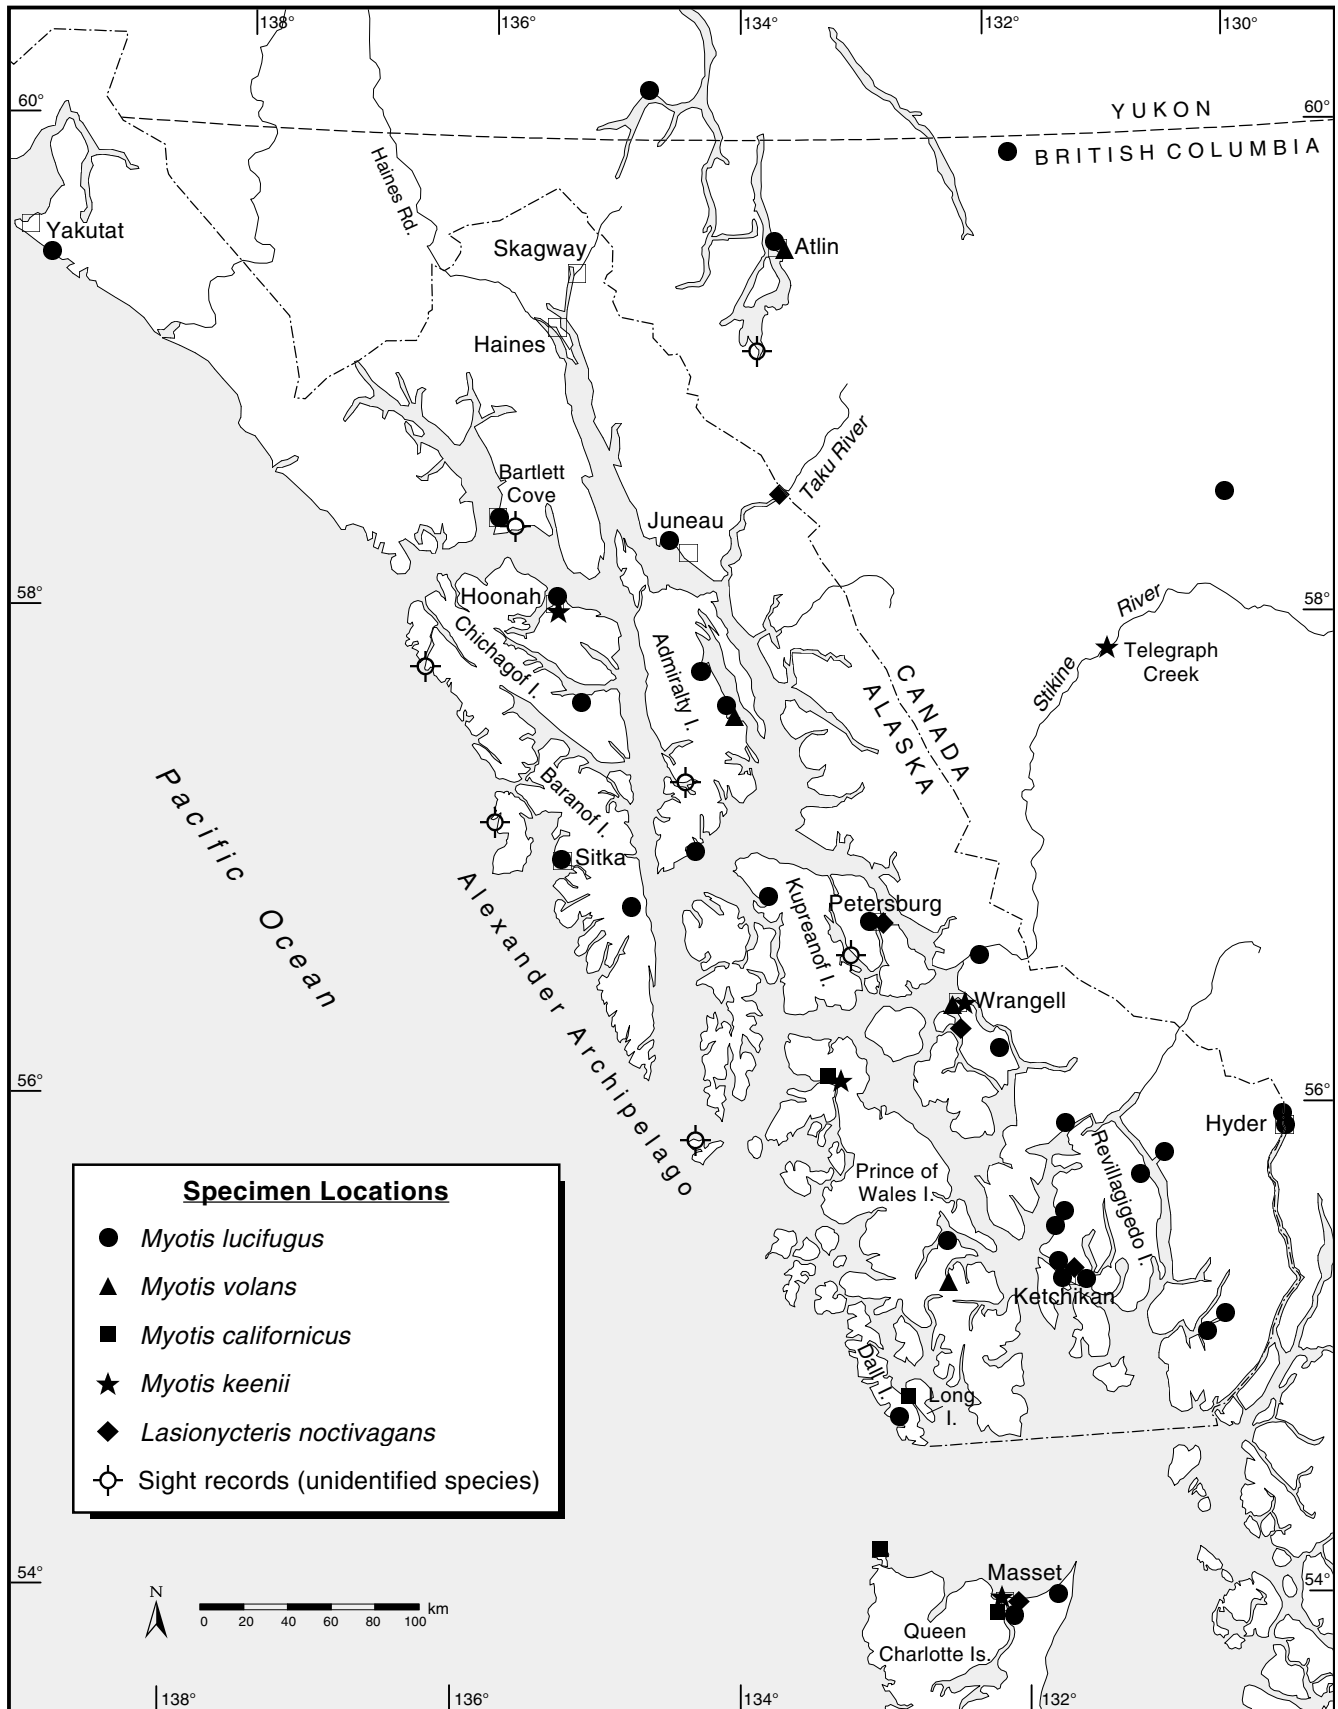 138°
136°
134°
132°
130°
60°
60°
YUKON
BRITISH COLUMBIA
Haines Rd.
Yakutat
Skagway
Atlin
Haines
Taku River
Bartlett
Cove
Juneau
58°
58°
Hoonah
Chichagof I.
Admiralty I.
Stikine
River
Telegraph
Creek
CANADA
ALASKA
Pacific Ocean
Baranof I.
Sitka
Alexander Archipelago
Kupreanof I.
Petersburg
Wrangell
56°
56°
Hyder
Revillagigedo I.
Prince of
Wales I.
Ketchikan
Dall I.
Long
I.
Specimen Locations
Myotis lucifugus
Myotis volans
Myotis californicus
Myotis keenii
Lasionycteris noctivagans
Sight records (unidentified species)
54°
54°
Masset
Queen
Charlotte Is.
N
0 20 40 60 80 100 km
138°
136°
134°
132°